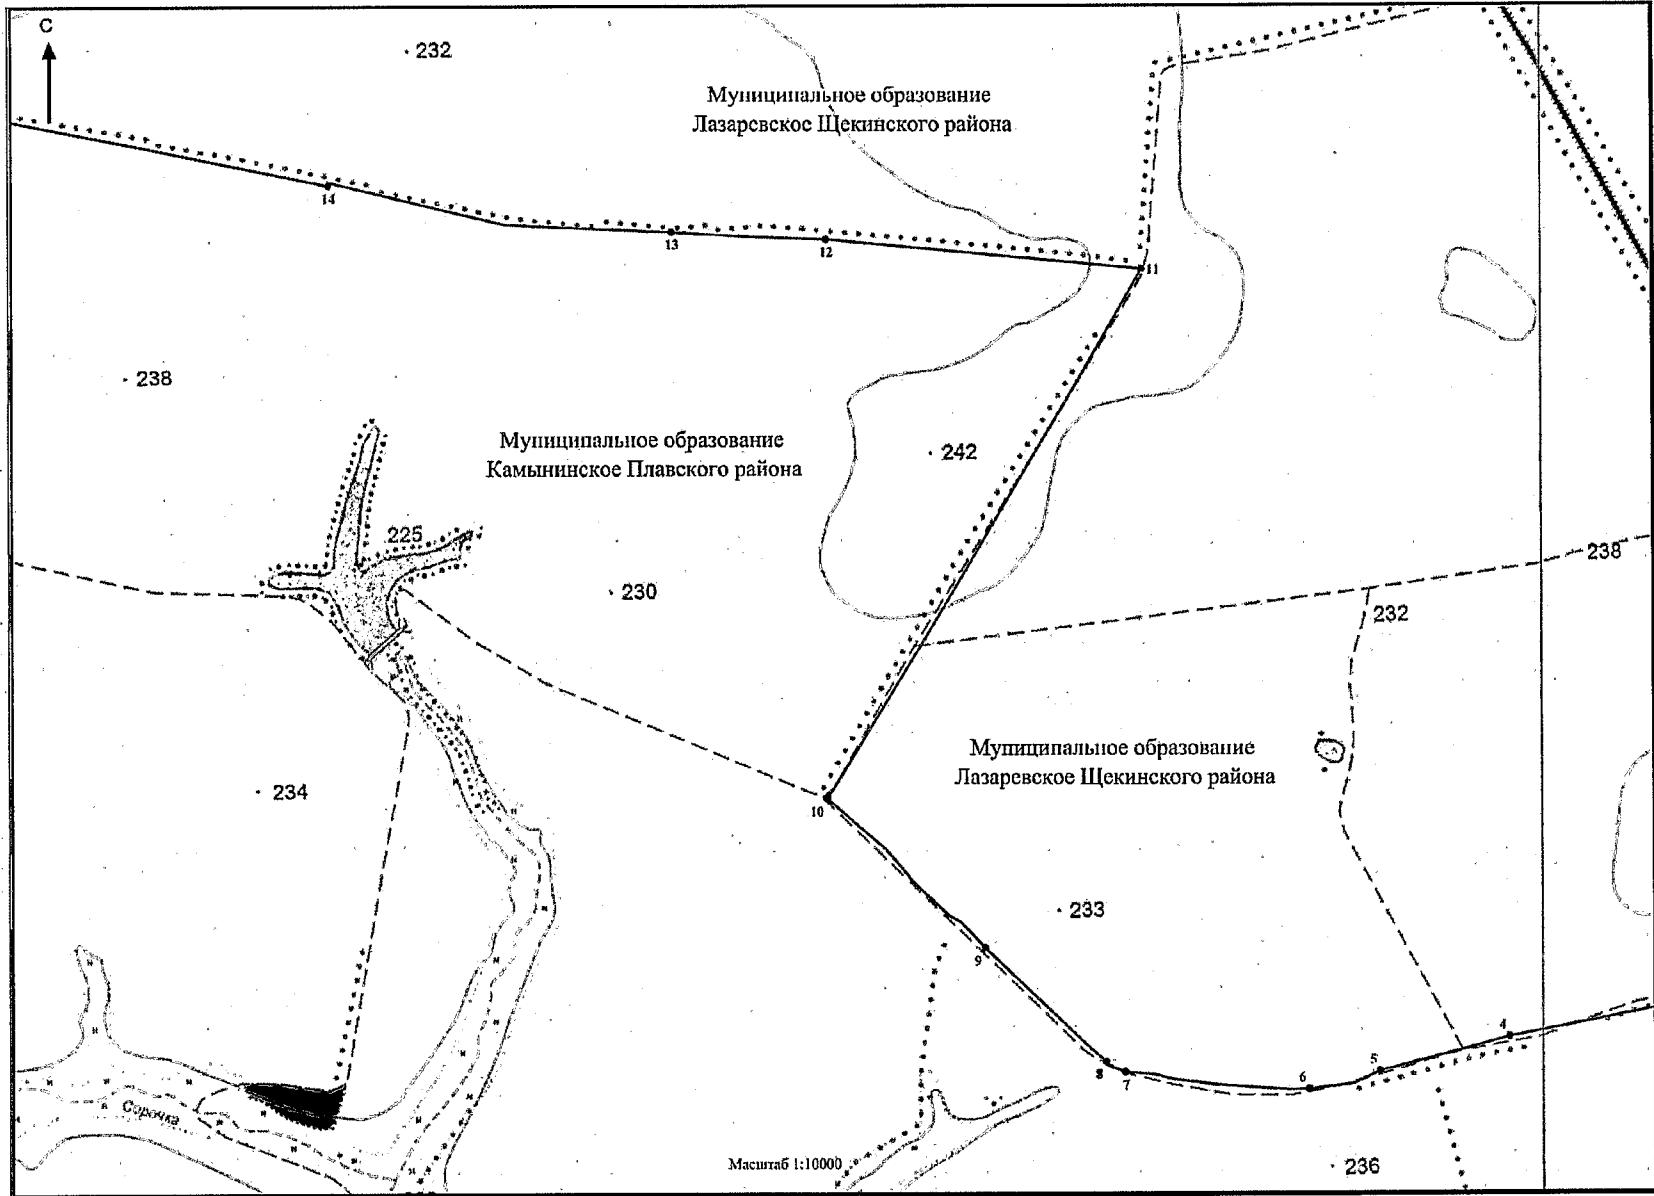 С
232
Муниципальное образование
Лазаревское Щекинского района
14
13
12
11
238
Муниципальное образование
Камынинское Плавского района
242
225
238
230
232
Муниципальное образование
Лазаревское Щекинского района
234
10
233
9
4
5
8
7
6
Сорочка
Масштаб 1:10000
236